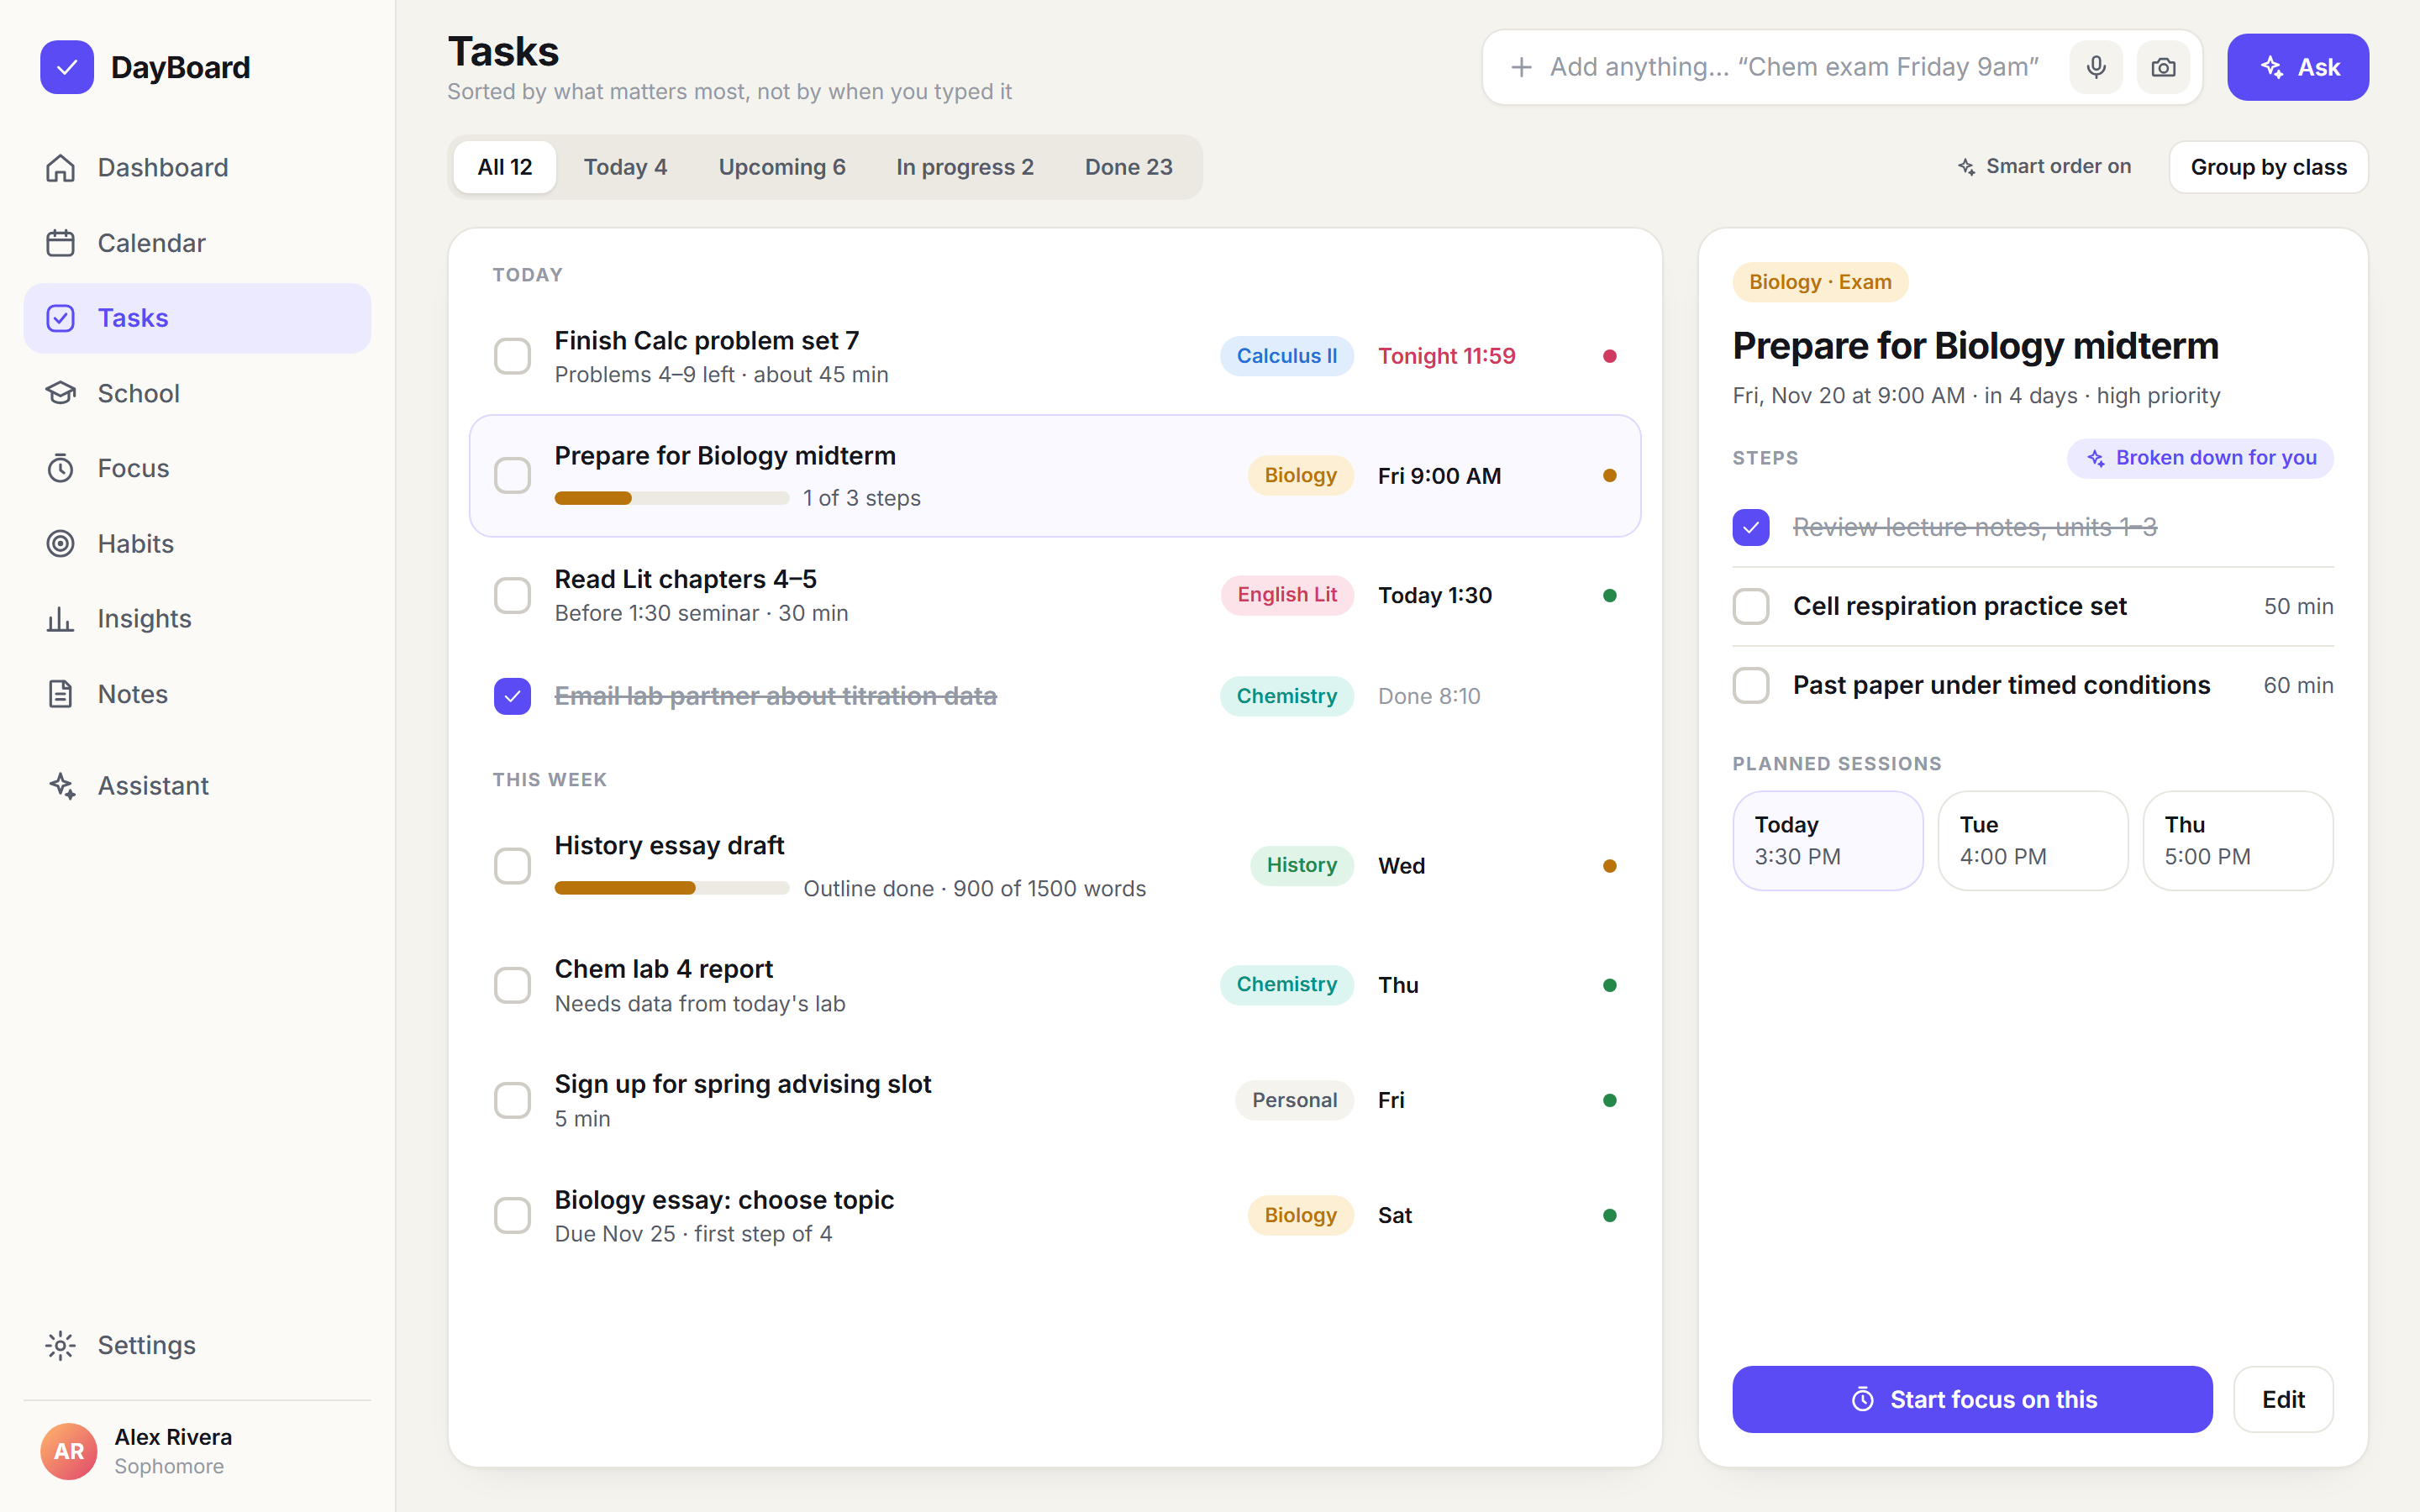 DayBoard
Dashboard
Calendar
Tasks
School
Focus
Habits
Insights
Notes
Assistant
Settings
AR
Alex Rivera
Sophomore
Tasks
Sorted by what matters most, not by when you typed it
Add anything... “Chem exam Friday 9am”
Ask
All 12
Today 4
Upcoming 6
In progress 2
Done 23
Smart order on
Group by class
TODAY
Finish Calc problem set 7
Problems 4–9 left · about 45 min
Calculus II
Tonight 11:59
Prepare for Biology midterm
1 of 3 steps
Biology
Fri 9:00 AM
Read Lit chapters 4–5
Before 1:30 seminar · 30 min
English Lit
Today 1:30
Email lab partner about titration data
Chemistry
Done 8:10
THIS WEEK
History essay draft
Outline done · 900 of 1500 words
History
Wed
Chem lab 4 report
Needs data from today's lab
Chemistry
Thu
Sign up for spring advising slot
5 min
Personal
Fri
Biology essay: choose topic
Due Nov 25 · first step of 4
Biology
Sat
Biology · Exam
Prepare for Biology midterm
Fri, Nov 20 at 9:00 AM · in 4 days · high priority
STEPS
Broken down for you
Review lecture notes, units 1–3
Cell respiration practice set
50 min
Past paper under timed conditions
60 min
PLANNED SESSIONS
Today
3:30 PM
Tue
4:00 PM
Thu
5:00 PM
Start focus on this
Edit